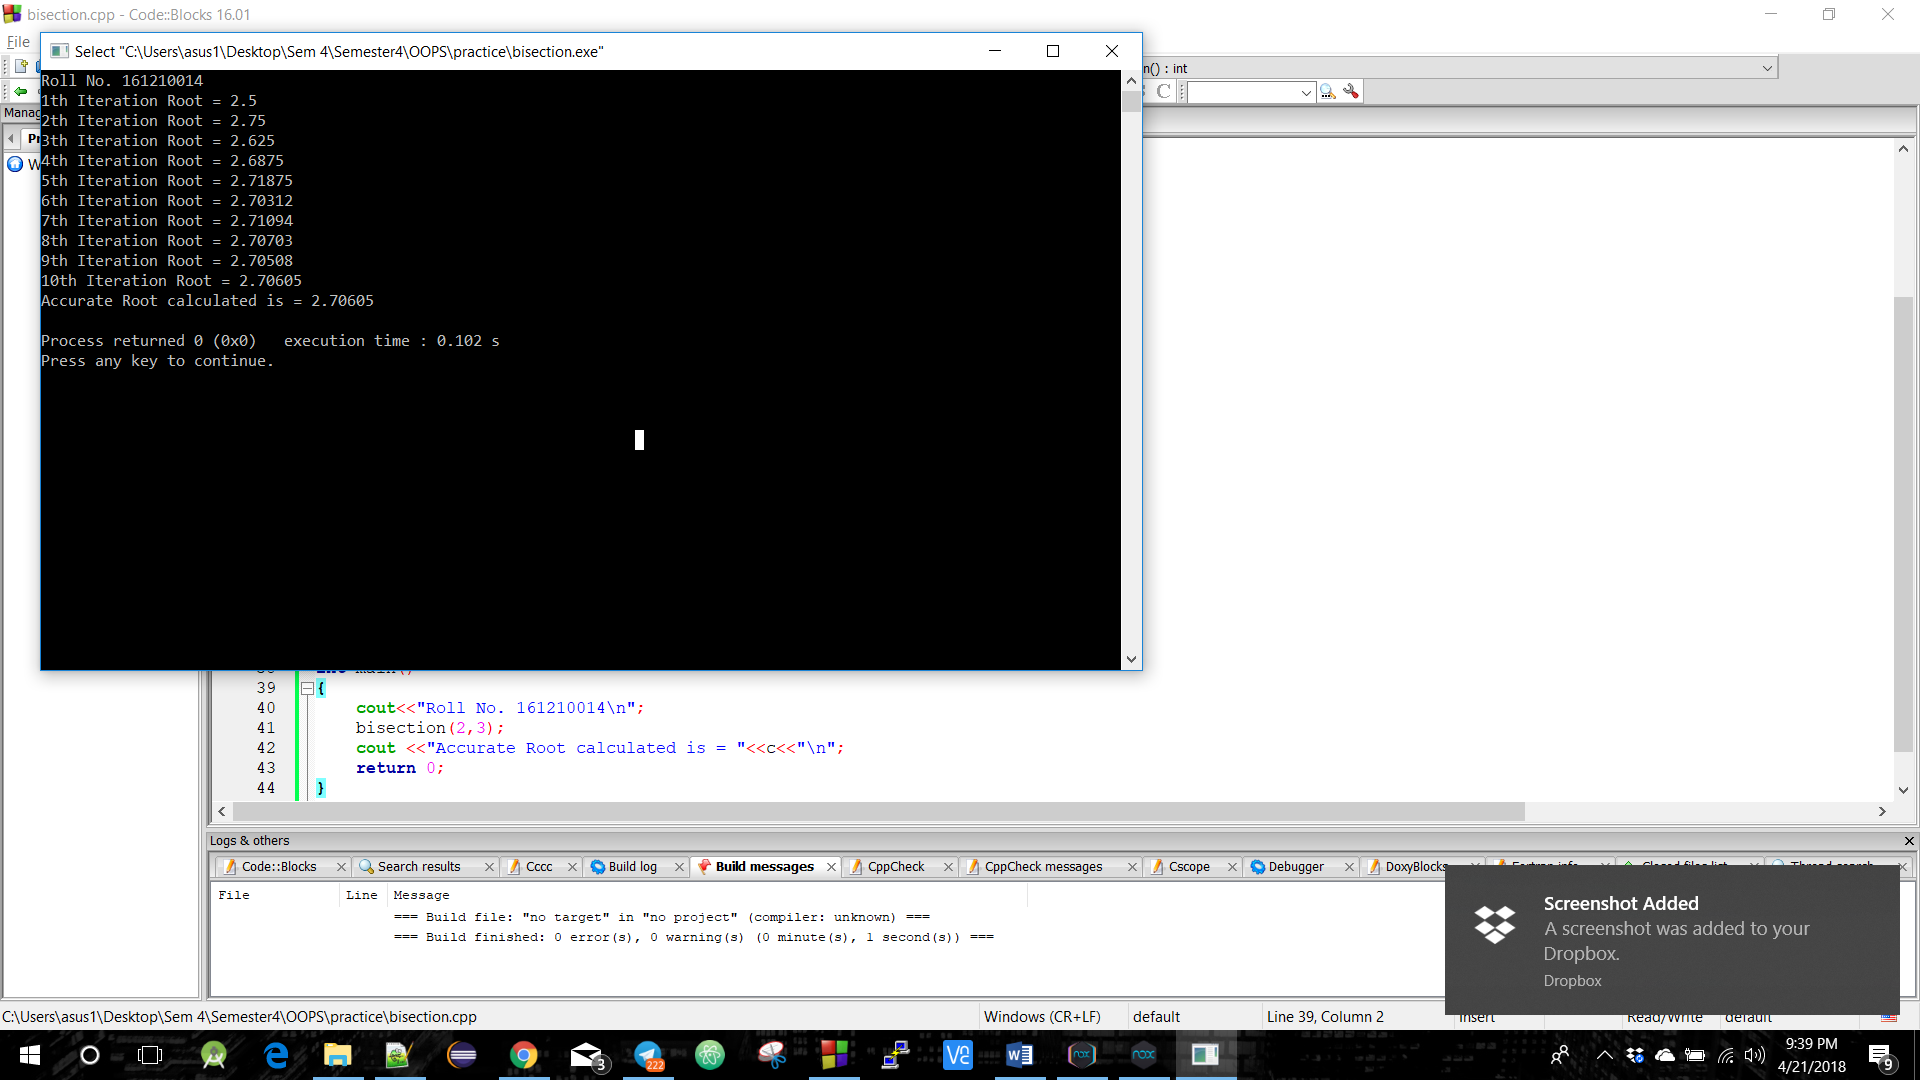 bisection.cpp - Code::Blocks 16.01
File
Select "C:\Users\asus1\Desktop\Sem 4\Semester4\OOPS\practice\bisection.exe"
n() : int
Manag
Pr
W
Roll No. 161210014
1th Iteration Root = 2.5
2th Iteration Root = 2.75
3th Iteration Root = 2.625
4th Iteration Root = 2.6875
5th Iteration Root = 2.71875
6th Iteration Root = 2.70312
7th Iteration Root = 2.71094
8th Iteration Root = 2.70703
9th Iteration Root = 2.70508
10th Iteration Root = 2.70605
Accurate Root calculated is = 2.70605
Process returned 0 (0x0)   execution time : 0.102 s
Press any key to continue.
39 {
40 cout<<"Roll No. 161210014\n";
41 bisection(2,3);
42 cout <<"Accurate Root calculated is = "<<c<<"\n";
43 return 0;
44 }
Logs & others
Code::Blocks Search results Cccc Build log Build messages CppCheck CppCheck messages Cscope Debugger DoxyBlocks
File Line Message
=== Build file: "no target" in "no project" (compiler: unknown) ===
=== Build finished: 0 error(s), 0 warning(s) (0 minute(s), 1 second(s)) ===
Screenshot Added
A screenshot was added to your
Dropbox.
Dropbox
C:\Users\asus1\Desktop\Sem 4\Semester4\OOPS\practice\bisection.cpp Windows (CR+LF) default Line 39, Column 2 Insert Read/Write default
3
222
9:39 PM
4/21/2018
9